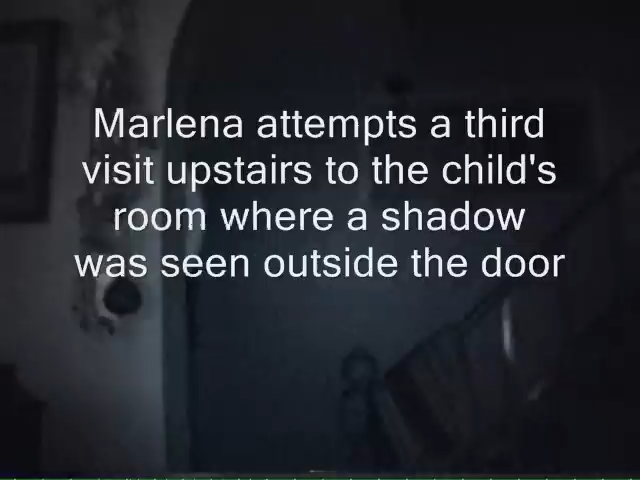 Marlena attempts a third
visit upstairs to the child's
room where a shadow
was seen outside the door